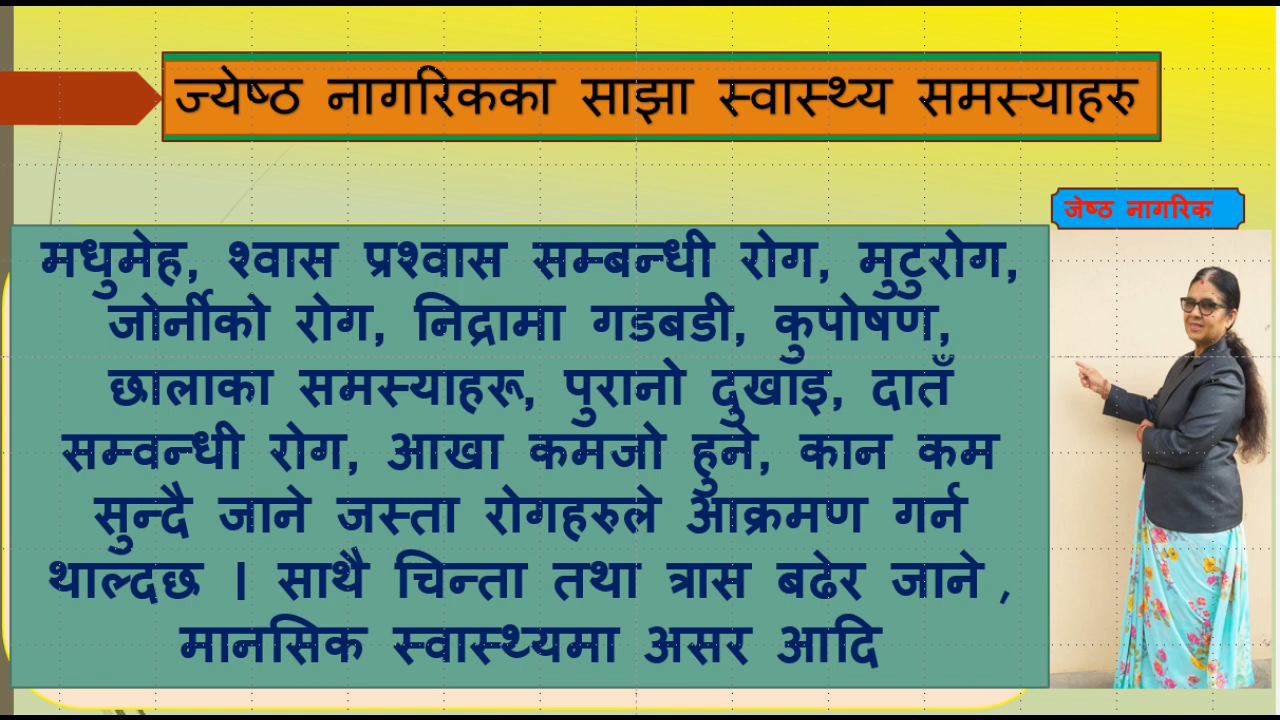 ज्येष्ठ नागरिकका साझा स्वास्थ्य समस्याहरु
जेष्ठ नागरिक
मधुमेह, श्वास प्रश्वास सम्बन्धी रोग, मुटुरोग,
जोर्नीको रोग, निद्रामा गडबडी, कुपोषण,
छालाका समस्याहरू, पुरानो दुखाइ, दातँ
सम्वन्धी रोग, आखा कमजो हुने, कान कम
सुन्दै जाने जस्ता रोगहरुले आक्रमण गर्न
थाल्दछ । साथै चिन्ता तथा त्रास बढेर जाने ,
मानसिक स्वास्थ्यमा असर आदि